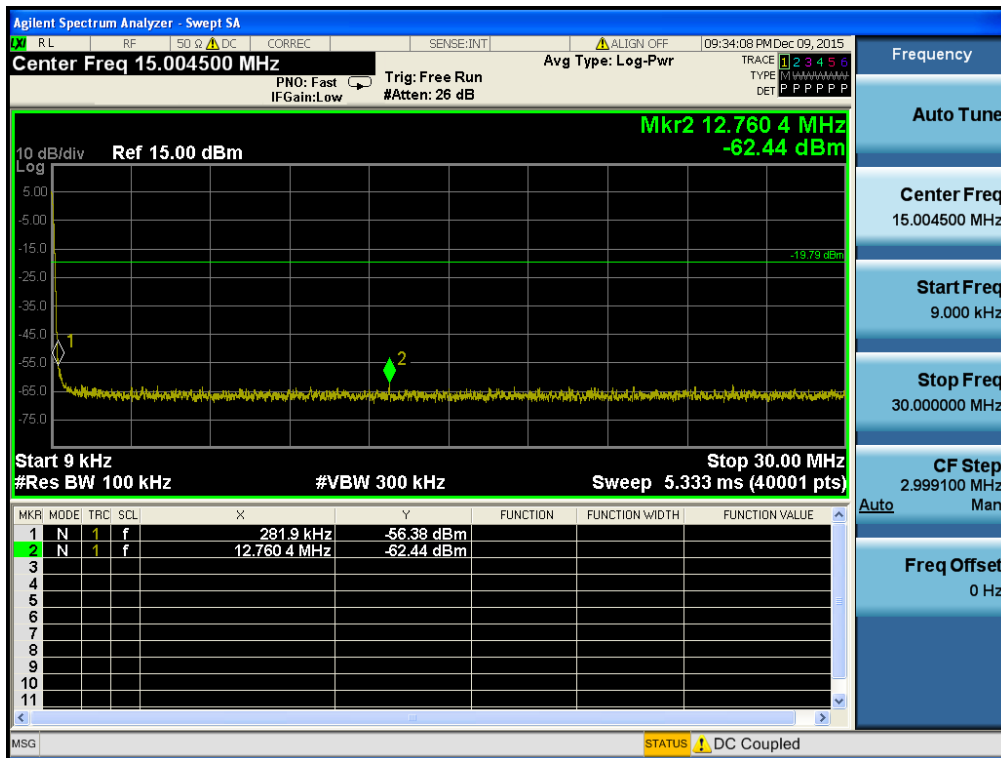 Agilent Spectrum Analyzer - Swept SA
LXI RL RF 50 Ω DC CORREC SENSE:INT ALIGN OFF 09:34:08 PM Dec 09, 2015
Center Freq 15.004500 MHz
PNO: Fast
IFGain:Low
Trig: Free Run
#Atten: 26 dB
Avg Type: Log-Pwr
TRACE 1 2 3 4 5 6
TYPE M WWWWW
DET P P P P P P
Mkr2 12.760 4 MHz
-62.44 dBm
10 dB/div Ref 15.00 dBm
Log
5.00
-5.00
-15.0
-19.79 dBm
-25.0
-35.0
-45.0
1
-55.0
2
-65.0
-75.0
Start 9 kHz Stop 30.00 MHz
#Res BW 100 kHz #VBW 300 kHz Sweep 5.333 ms (40001 pts)
MKR MODE TRC SCL X Y FUNCTION FUNCTION WIDTH FUNCTION VALUE
1 N 1 f 281.9 kHz -56.38 dBm
2 N 1 f 12.760 4 MHz -62.44 dBm
3
4
5
6
7
8
9
10
11
MSG STATUS DC Coupled
Frequency
Auto Tune
Center Freq
15.004500 MHz
Start Freq
9.000 kHz
Stop Freq
30.000000 MHz
CF Step
2.999100 MHz
Auto Man
Freq Offset
0 Hz